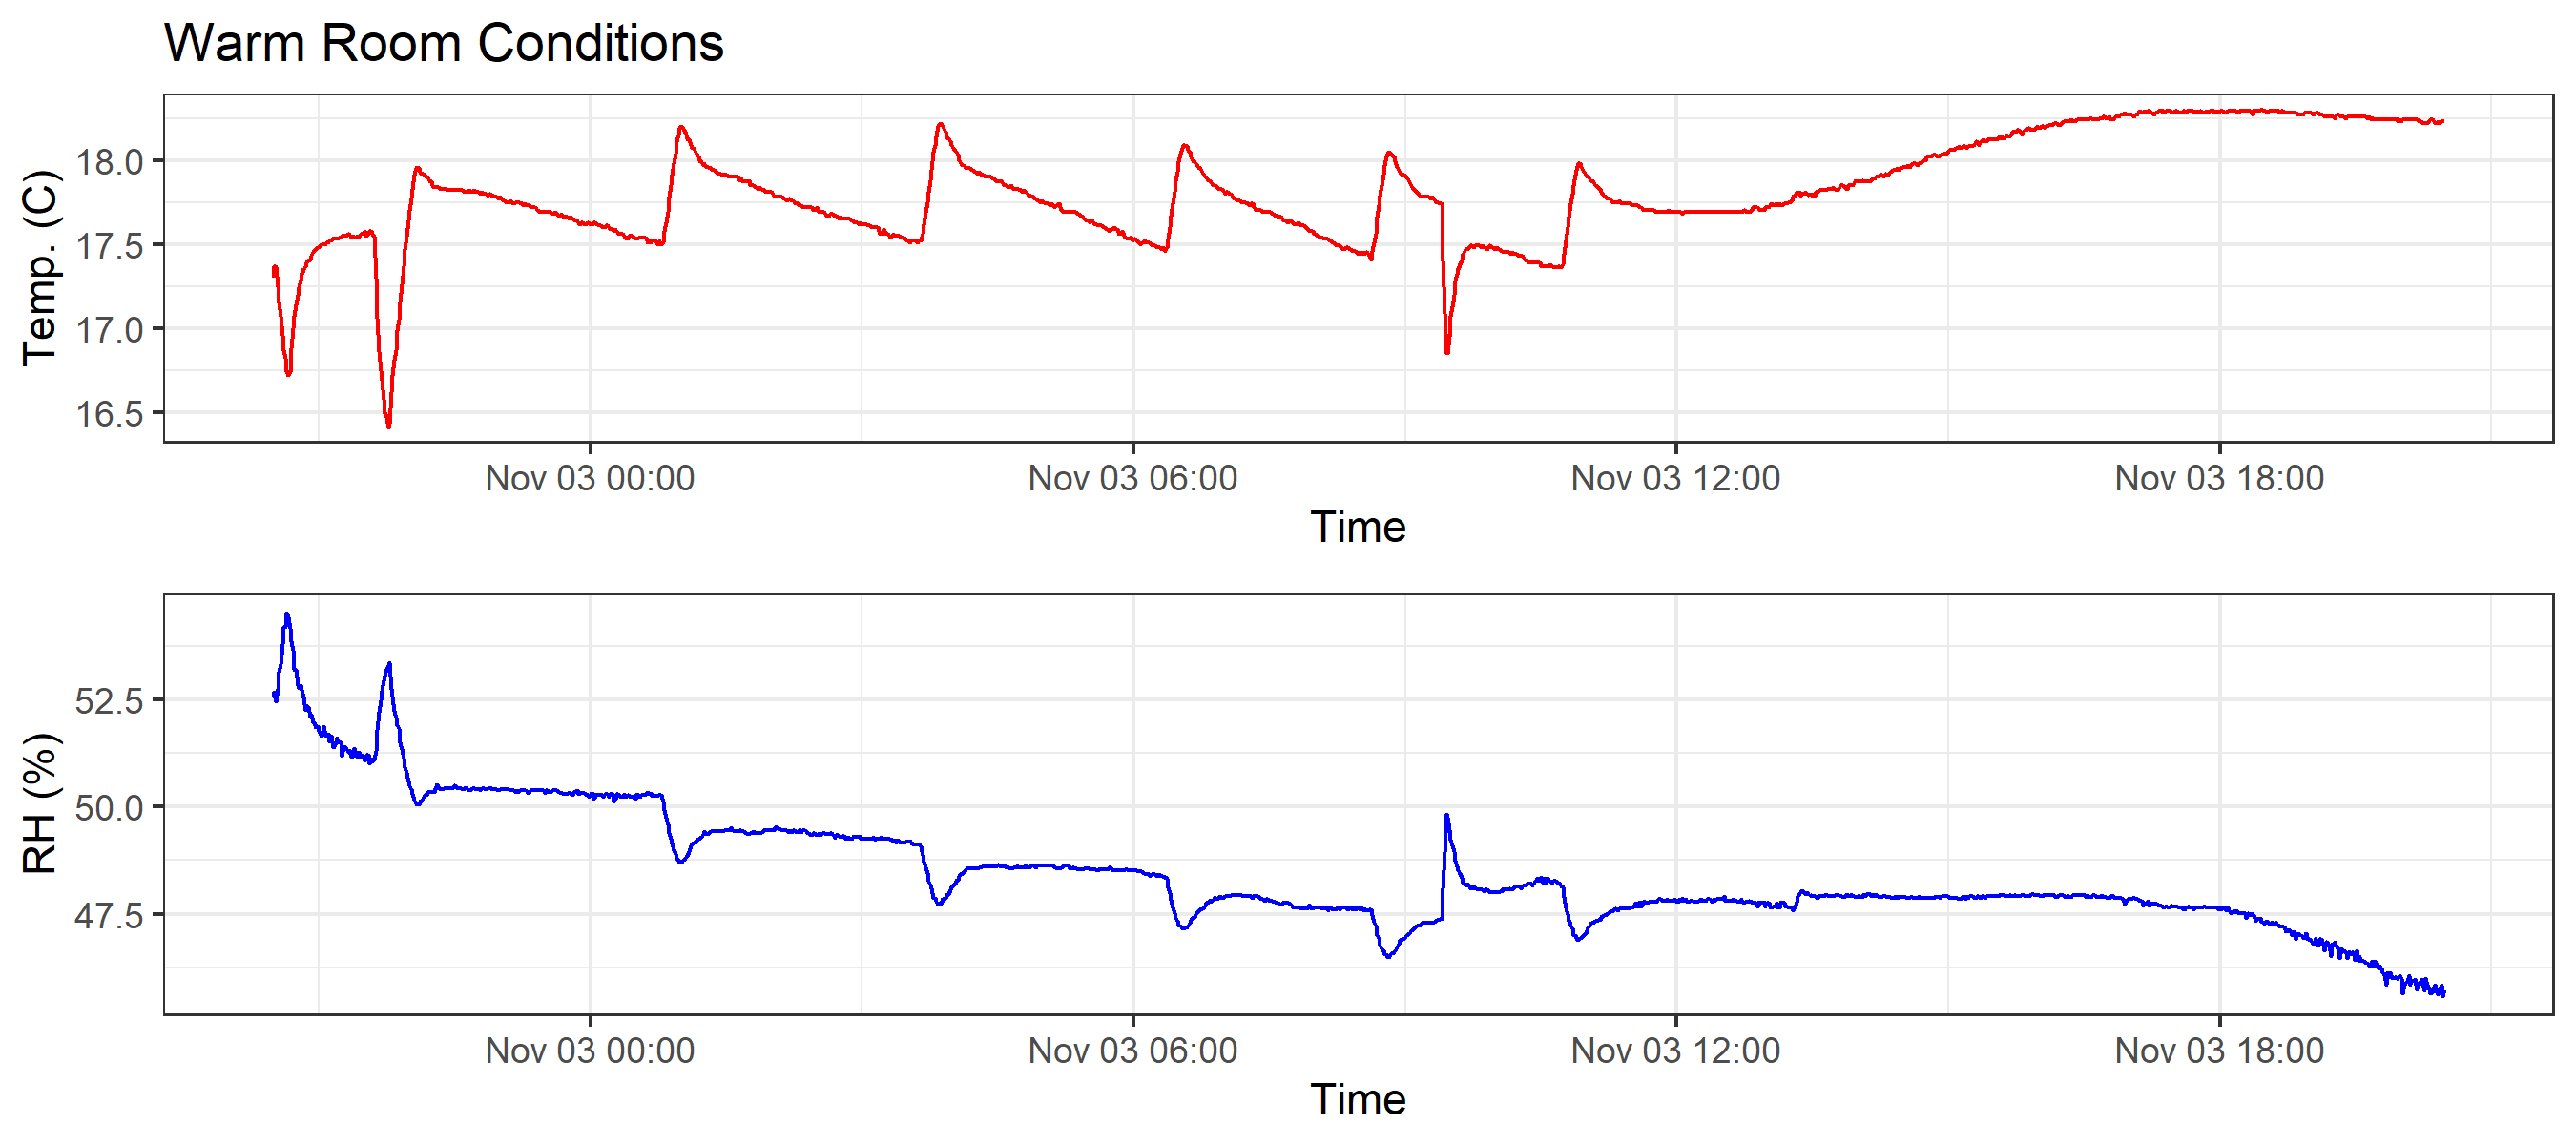 Warm Room Conditions
Temp. (C)
18.0
17.5
17.0
16.5
Nov 03 00:00 Nov 03 06:00 Nov 03 12:00 Nov 03 18:00
Time
RH (%)
52.5
50.0
47.5
Nov 03 00:00 Nov 03 06:00 Nov 03 12:00 Nov 03 18:00
Time